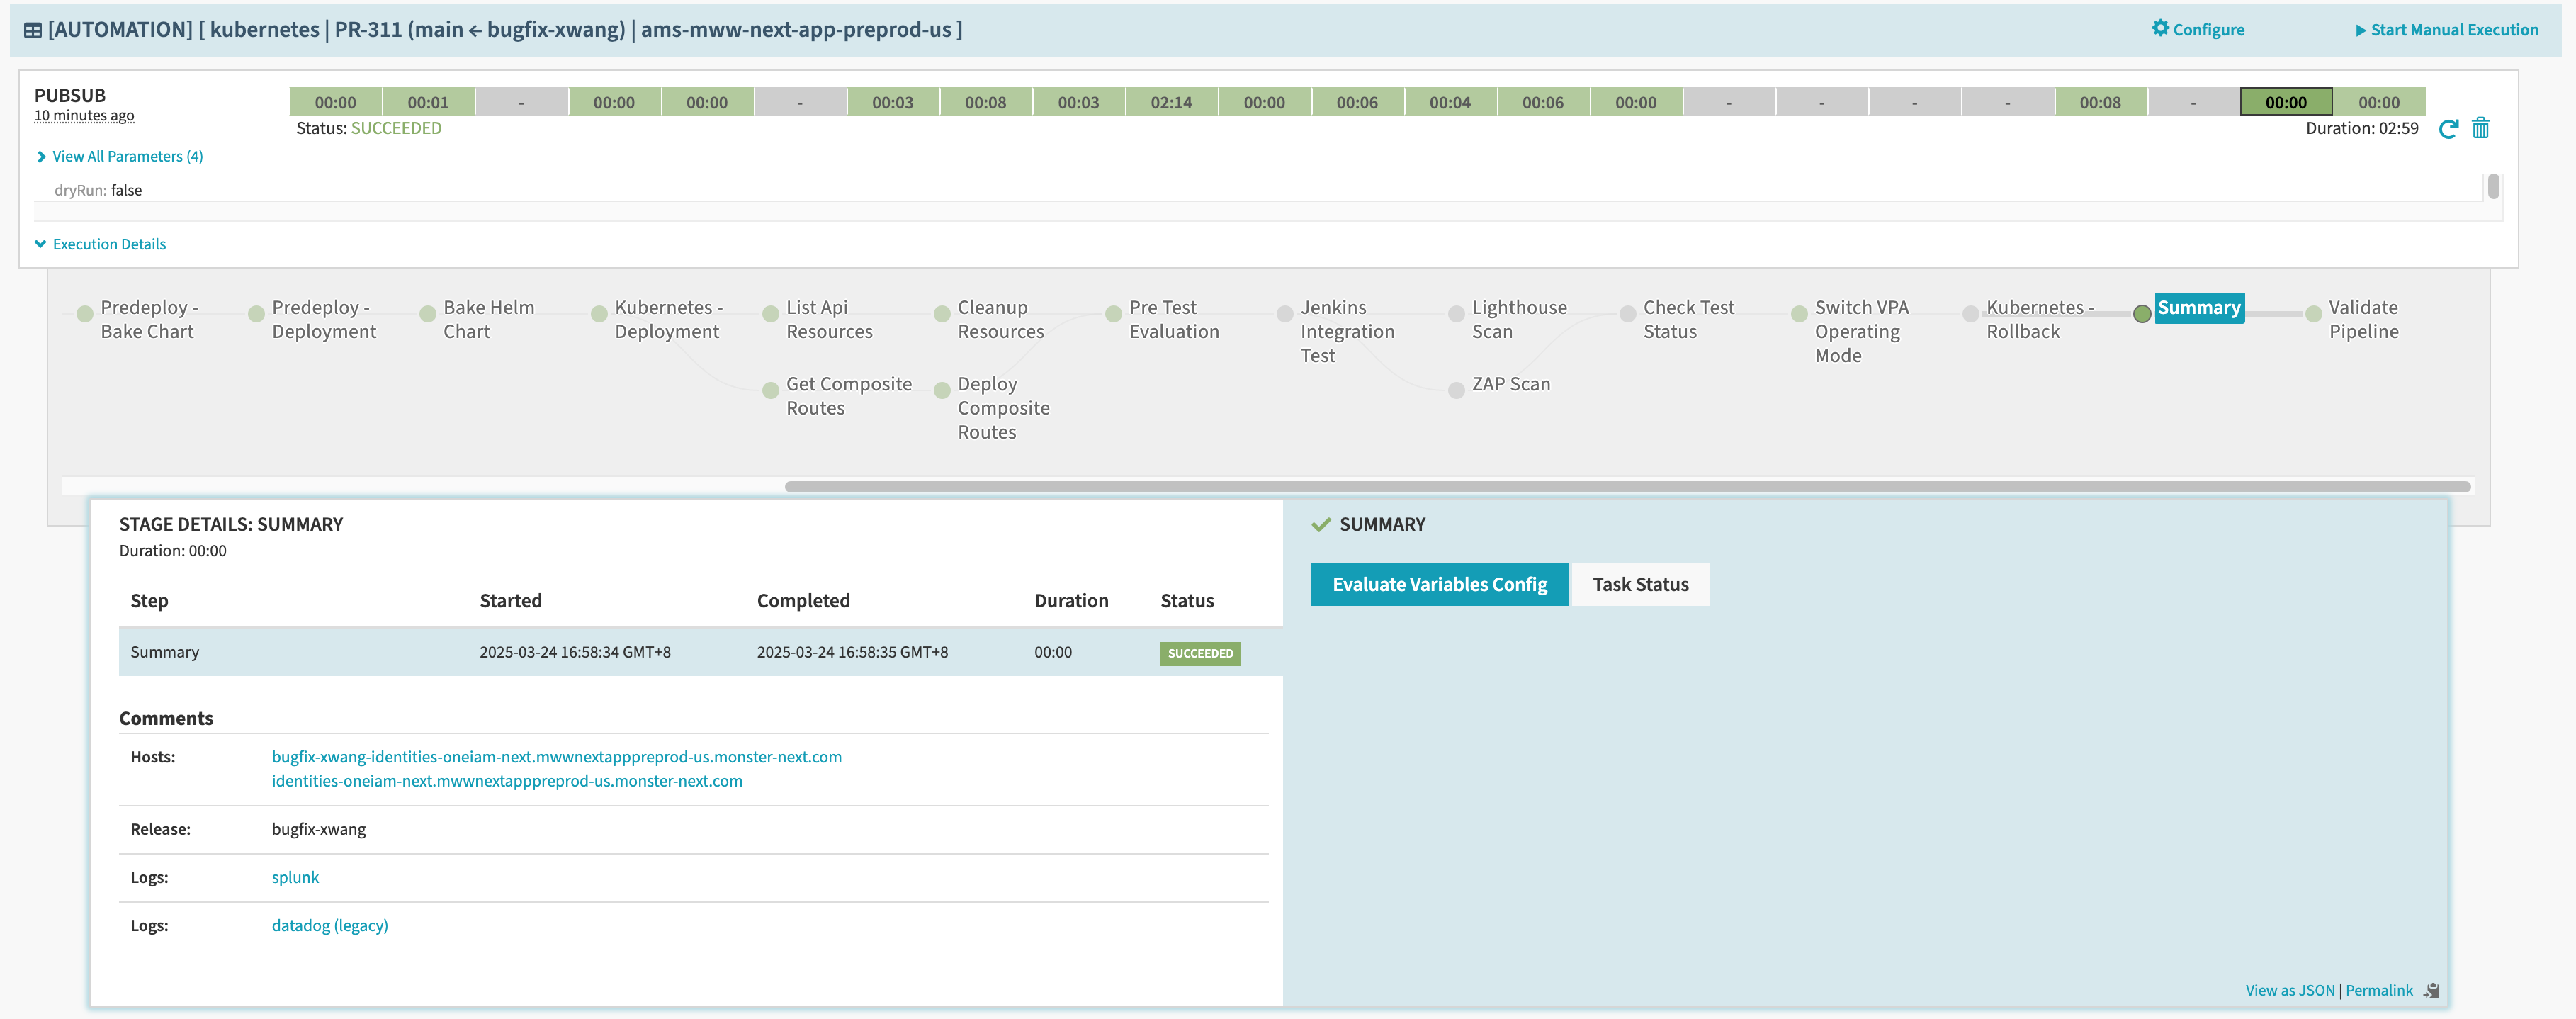 [AUTOMATION] [ kubernetes | PR-311 (main ← bugfix-xwang) | ams-mww-next-app-preprod-us ]
Configure
Start Manual Execution
PUBSUB
10 minutes ago
00:00 00:01 - 00:00 00:00 - 00:03 00:08 00:03 02:14 00:00 00:06 00:04 00:06 00:00 - - - - 00:08 - 00:00 00:00
Status: SUCCEEDED
Duration: 02:59
View All Parameters (4)
dryRun: false
Execution Details
Predeploy -
Bake Chart
Predeploy -
Deployment
Bake Helm
Chart
Kubernetes -
Deployment
List Api
Resources
Cleanup
Resources
Pre Test
Evaluation
Jenkins
Integration
Test
Lighthouse
Scan
Check Test
Status
Switch VPA
Operating
Mode
Kubernetes -
Rollback
Summary
Validate
Pipeline
Get Composite
Routes
Deploy
Composite
Routes
ZAP Scan
STAGE DETAILS: SUMMARY
Duration: 00:00
Step Started Completed Duration Status
Summary 2025-03-24 16:58:34 GMT+8 2025-03-24 16:58:35 GMT+8 00:00 SUCCEEDED
Comments
Hosts: bugfix-xwang-identities-oneiam-next.mwwnextapppreprod-us.monster-next.com
identities-oneiam-next.mwwnextapppreprod-us.monster-next.com
Release: bugfix-xwang
Logs: splunk
Logs: datadog (legacy)
SUMMARY
Evaluate Variables Config
Task Status
View as JSON | Permalink